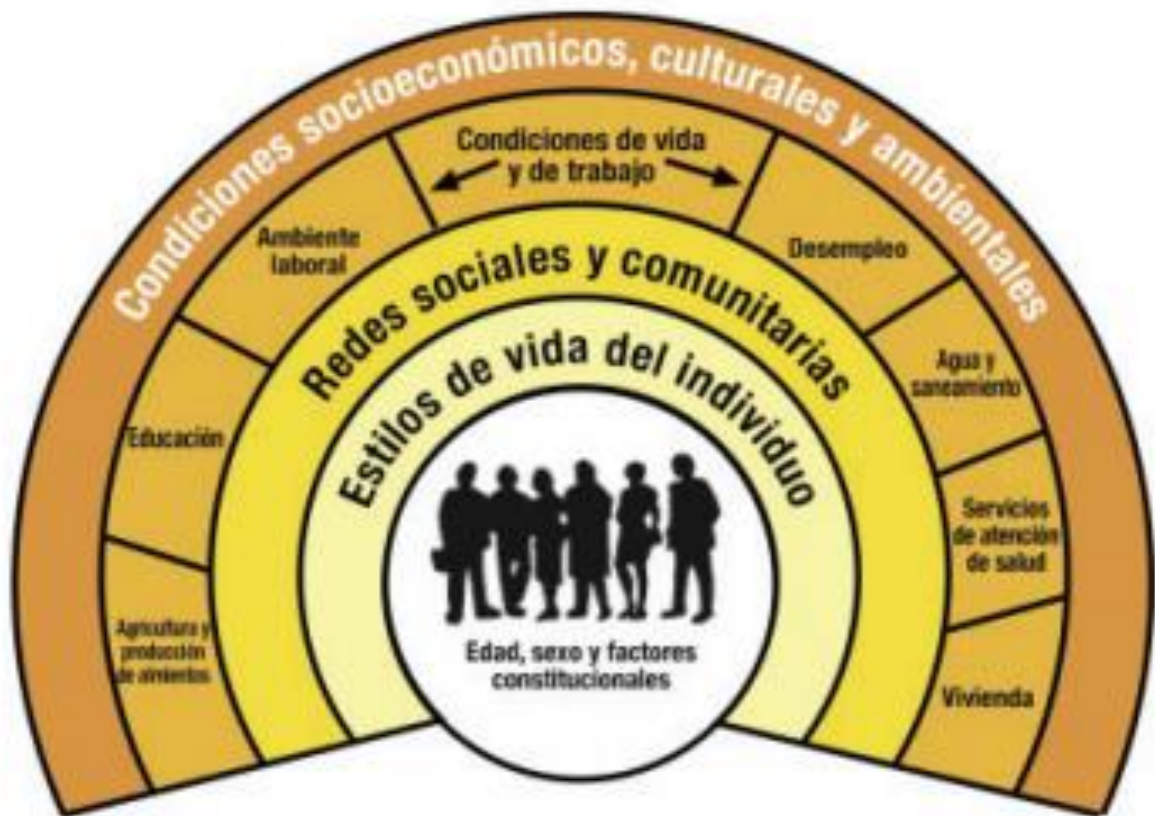 Condiciones socioeconómicos, culturales y ambientales
Condiciones de vida
y de trabajo
Ambiente
laboral
Desempleo
Educación
Agua y
saneamiento
Agricultura y
producción
de alimientos
Servicios
de atención
de salud
Vivienda
Redes sociales y comunitarias
Estilos de vida del individuo
Edad, sexo y factores
constitucionales